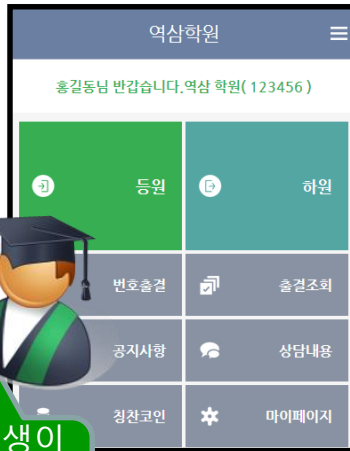 역삼학원
홍길동님 반갑습니다.역삼 학원( 123456 )
등원
하원
번호출결
출결조회
공지사항
상담내용
칭찬코인
마이페이지
생이